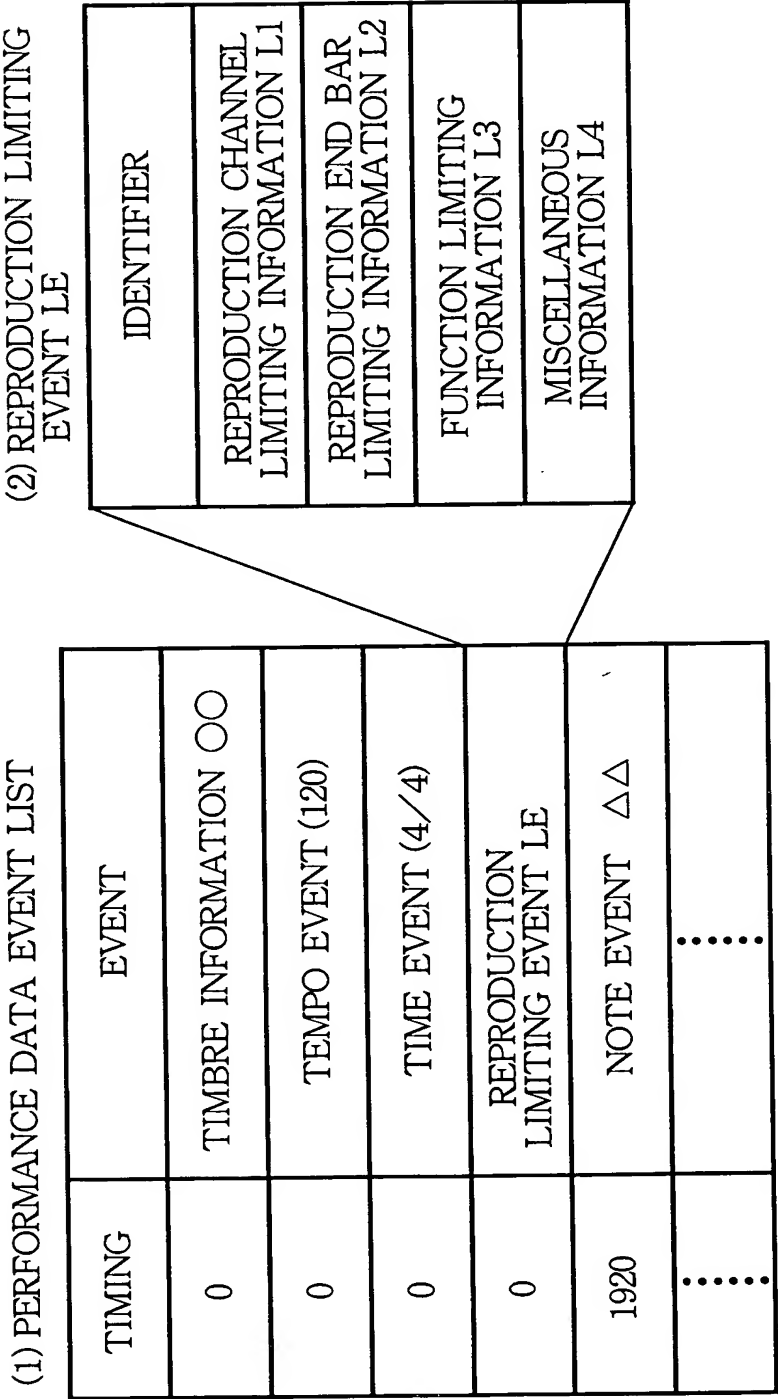 (1) PERFORMANCE DATA EVENT LIST
TIMING
EVENT
0
TIMBRE INFORMATION ○○
0
TEMPO EVENT (120)
0
TIME EVENT (4/4)
0
REPRODUCTION
LIMITING EVENT LE
1920
NOTE EVENT △△
••••••
••••••
(2) REPRODUCTION LIMITING
EVENT LE
IDENTIFIER
REPRODUCTION CHANNEL
LIMITING INFORMATION L1
REPRODUCTION END BAR
LIMITING INFORMATION L2
FUNCTION LIMITING
INFORMATION L3
MISCELLANEOUS
INFORMATION L4